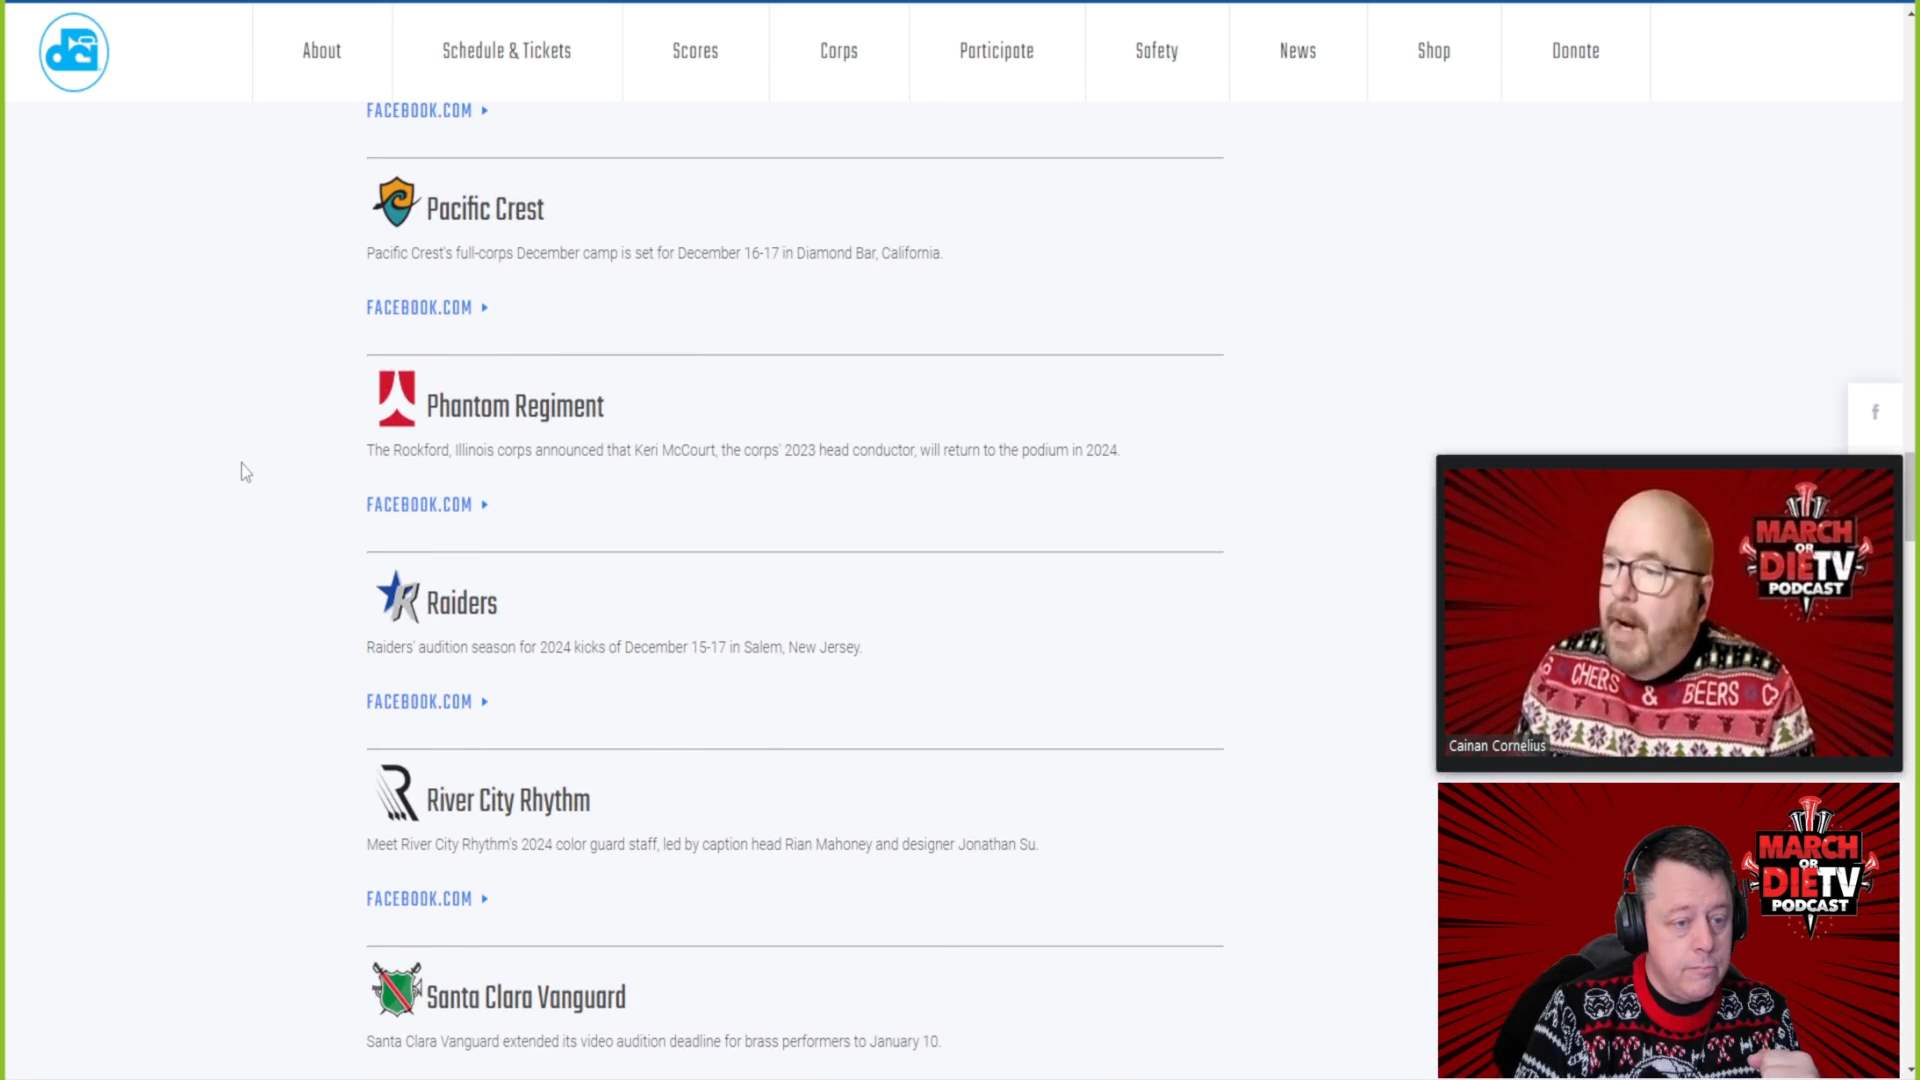 dci
About
Schedule & Tickets
Scores
Corps
Participate
Safety
News
Shop
Donate
FACEBOOK.COM
Pacific Crest
Pacific Crest's full-corps December camp is set for December 16-17 in Diamond Bar, California.
FACEBOOK.COM
Phantom Regiment
The Rockford, Illinois corps announced that Keri McCourt, the corps' 2023 head conductor, will return to the podium in 2024.
FACEBOOK.COM
R Raiders
Raiders' audition season for 2024 kicks of December 15-17 in Salem, New Jersey.
FACEBOOK.COM
R River City Rhythm
Meet River City Rhythm's 2024 color guard staff, led by caption head Rian Mahoney and designer Jonathan Su.
FACEBOOK.COM
Santa Clara Vanguard
Santa Clara Vanguard extended its video audition deadline for brass performers to January 10.
f
MARCH
OR
DIETV
PODCAST
CHEERS & BEERS
Cainan Cornelius
MARCH
OR
DIETV
PODCAST